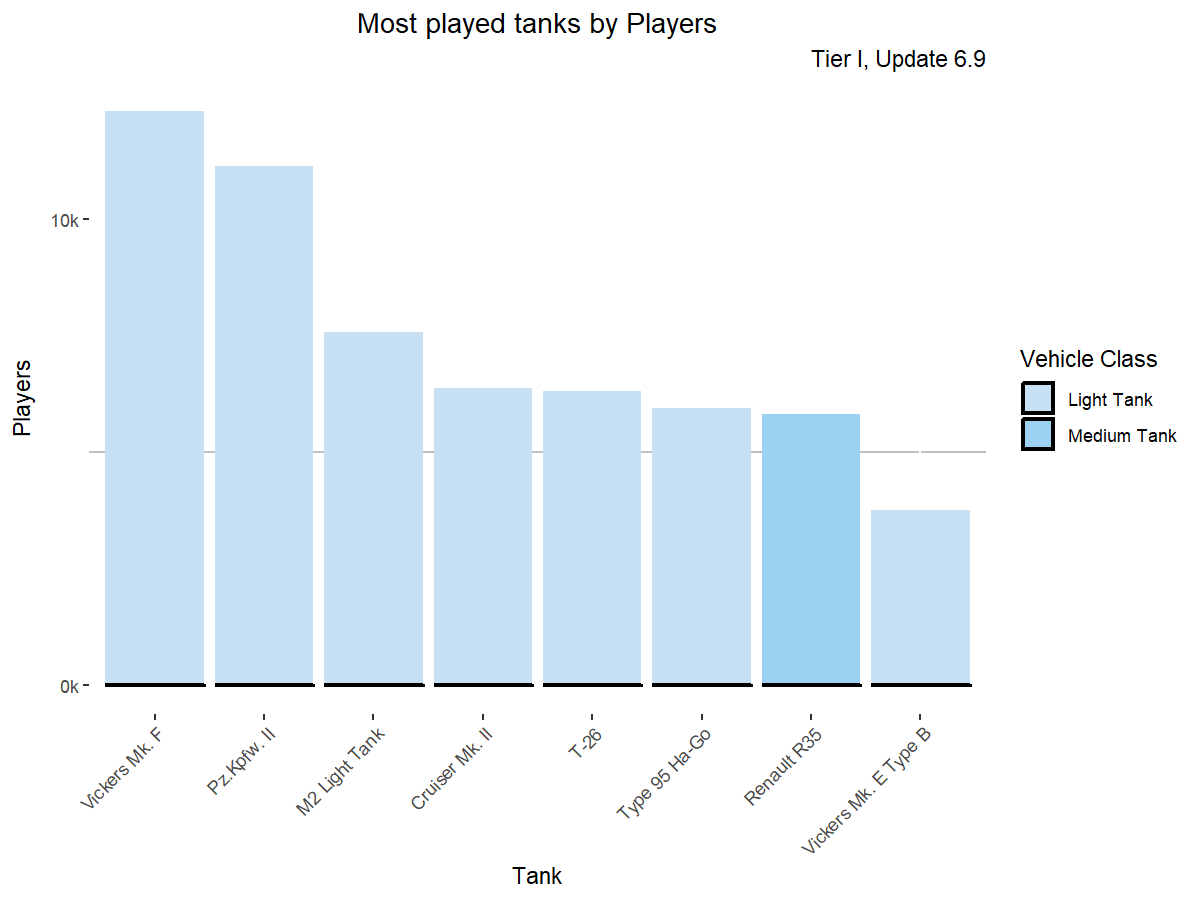 Most played tanks by Players
Tier I, Update 6.9
Players
10k
0k
Vickers Mk. F
Pz.Kpfw. II
M2 Light Tank
Cruiser Mk. II
T-26
Type 95 Ha-Go
Renault R35
Vickers Mk. E Type B
Tank
Vehicle Class
Light Tank
Medium Tank